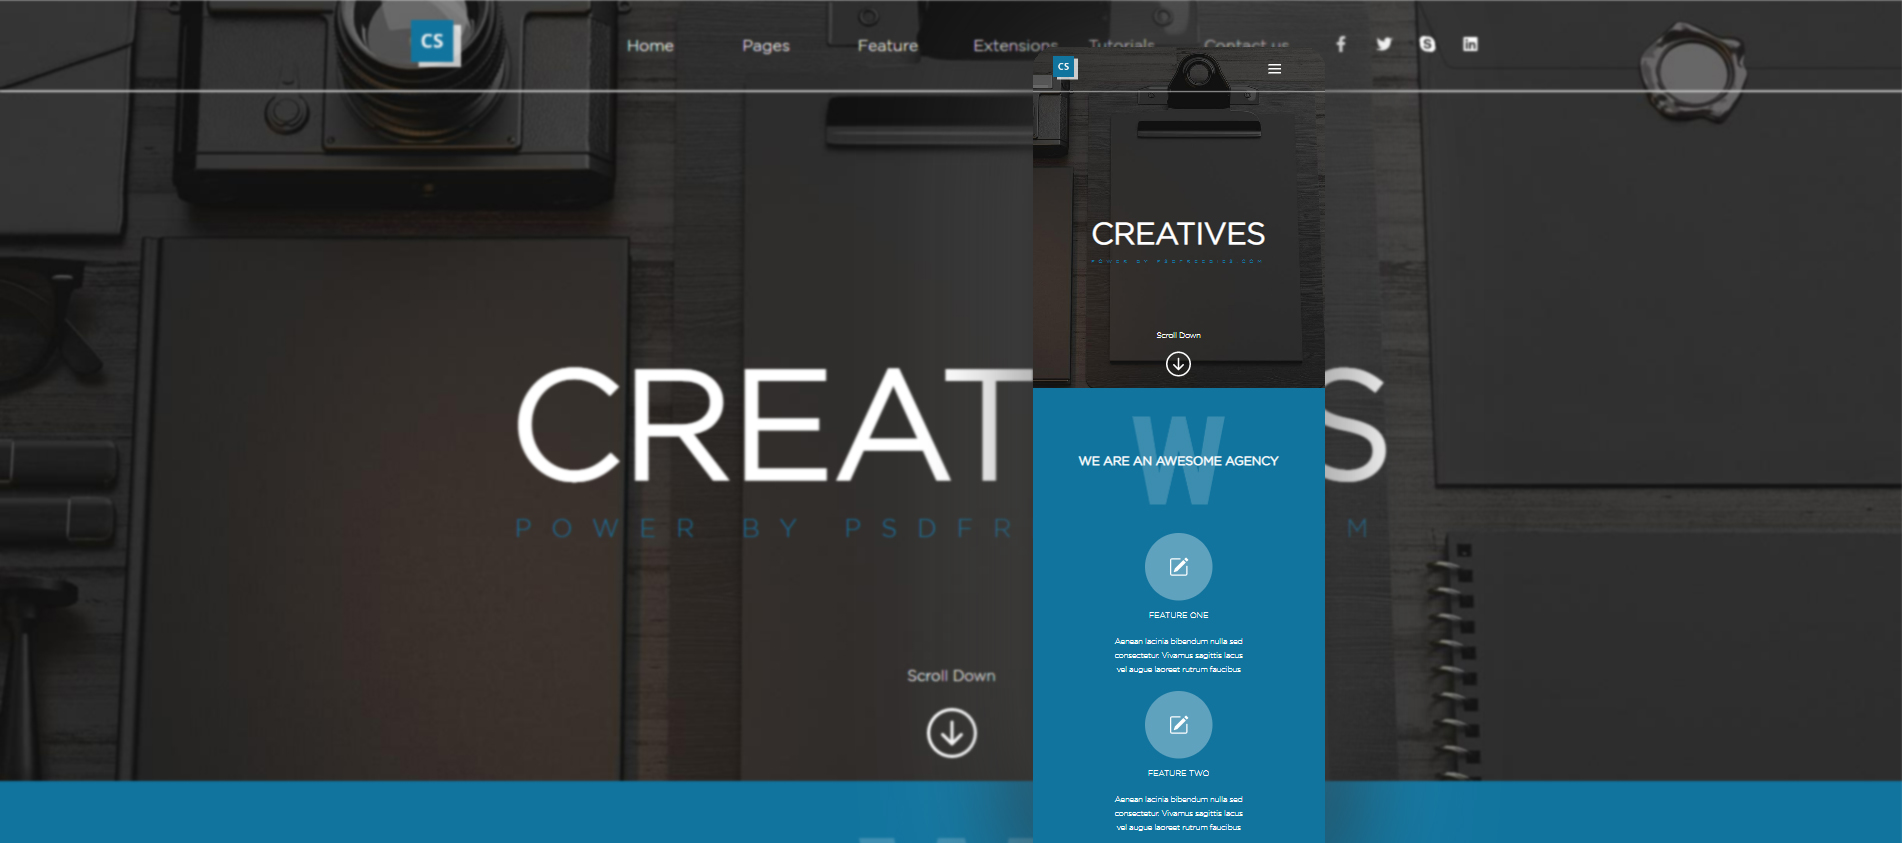 CS
Home Pages Feature Extensions Tutorials Contact us
CREAT S
POWER BY PSDFR M
Scroll Down
CS
CREATIVES
Scroll Down
W
WE ARE AN AWESOME AGENCY
FEATURE ONE
Aenean lacinia bibendum nulla sed
consectetur. Vivamus sagittis lacus
vel augue laoreet rutrum faucibus
FEATURE TWO
Aenean lacinia bibendum nulla sed
consectetur. Vivamus sagittis lacus
vel augue laoreet rutrum faucibus